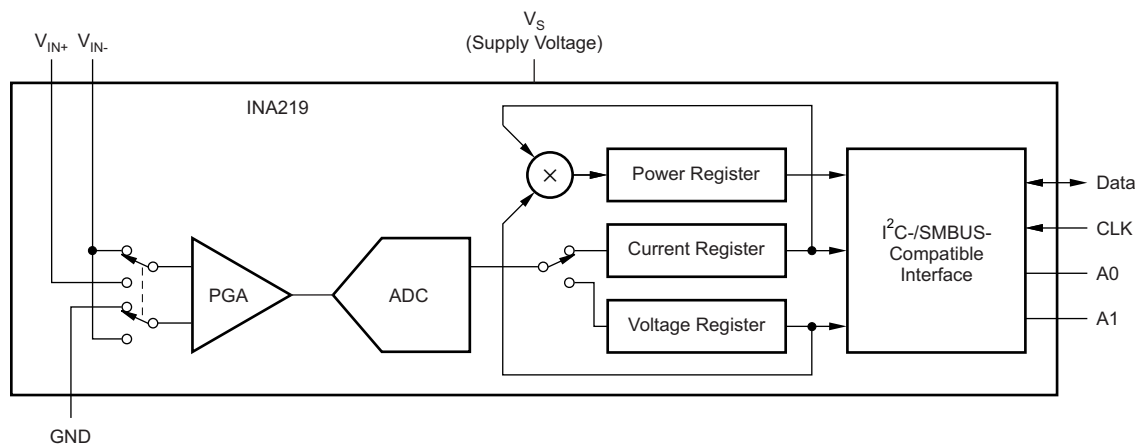 V_S
(Supply Voltage)
V_IN+ V_IN-
INA219
×
Power Register
Current Register
Voltage Register
PGA
ADC
I²C-/SMBUS-
Compatible
Interface
Data
CLK
A0
A1
GND